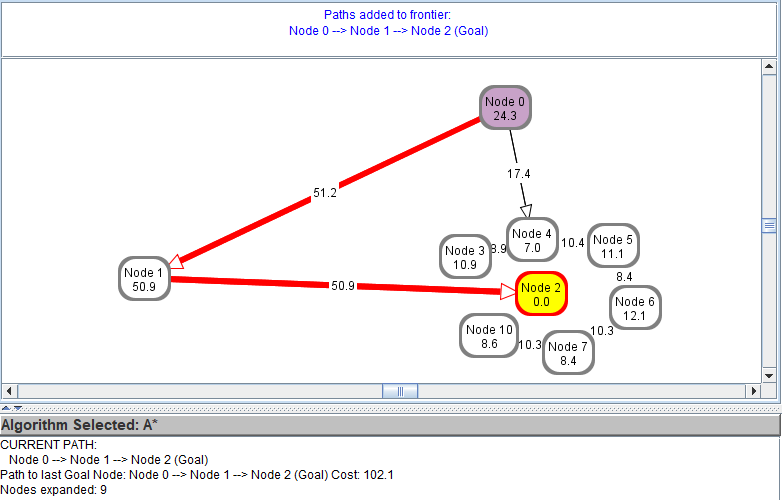 Paths added to frontier:
Node 0 --> Node 1 --> Node 2 (Goal)
Node 0
24.3
17.4
51.2
Node 4
7.0
Node 5
11.1
10.4
Node 3
10.9
8.9
Node 1
50.9
50.9
Node 2
0.0
8.4
Node 6
12.1
Node 10
8.6
10.3
Node 7
8.4
10.3
Algorithm Selected: A*
CURRENT PATH:
Node 0 --> Node 1 --> Node 2 (Goal)
Path to last Goal Node: Node 0 --> Node 1 --> Node 2 (Goal) Cost: 102.1
Nodes expanded: 9